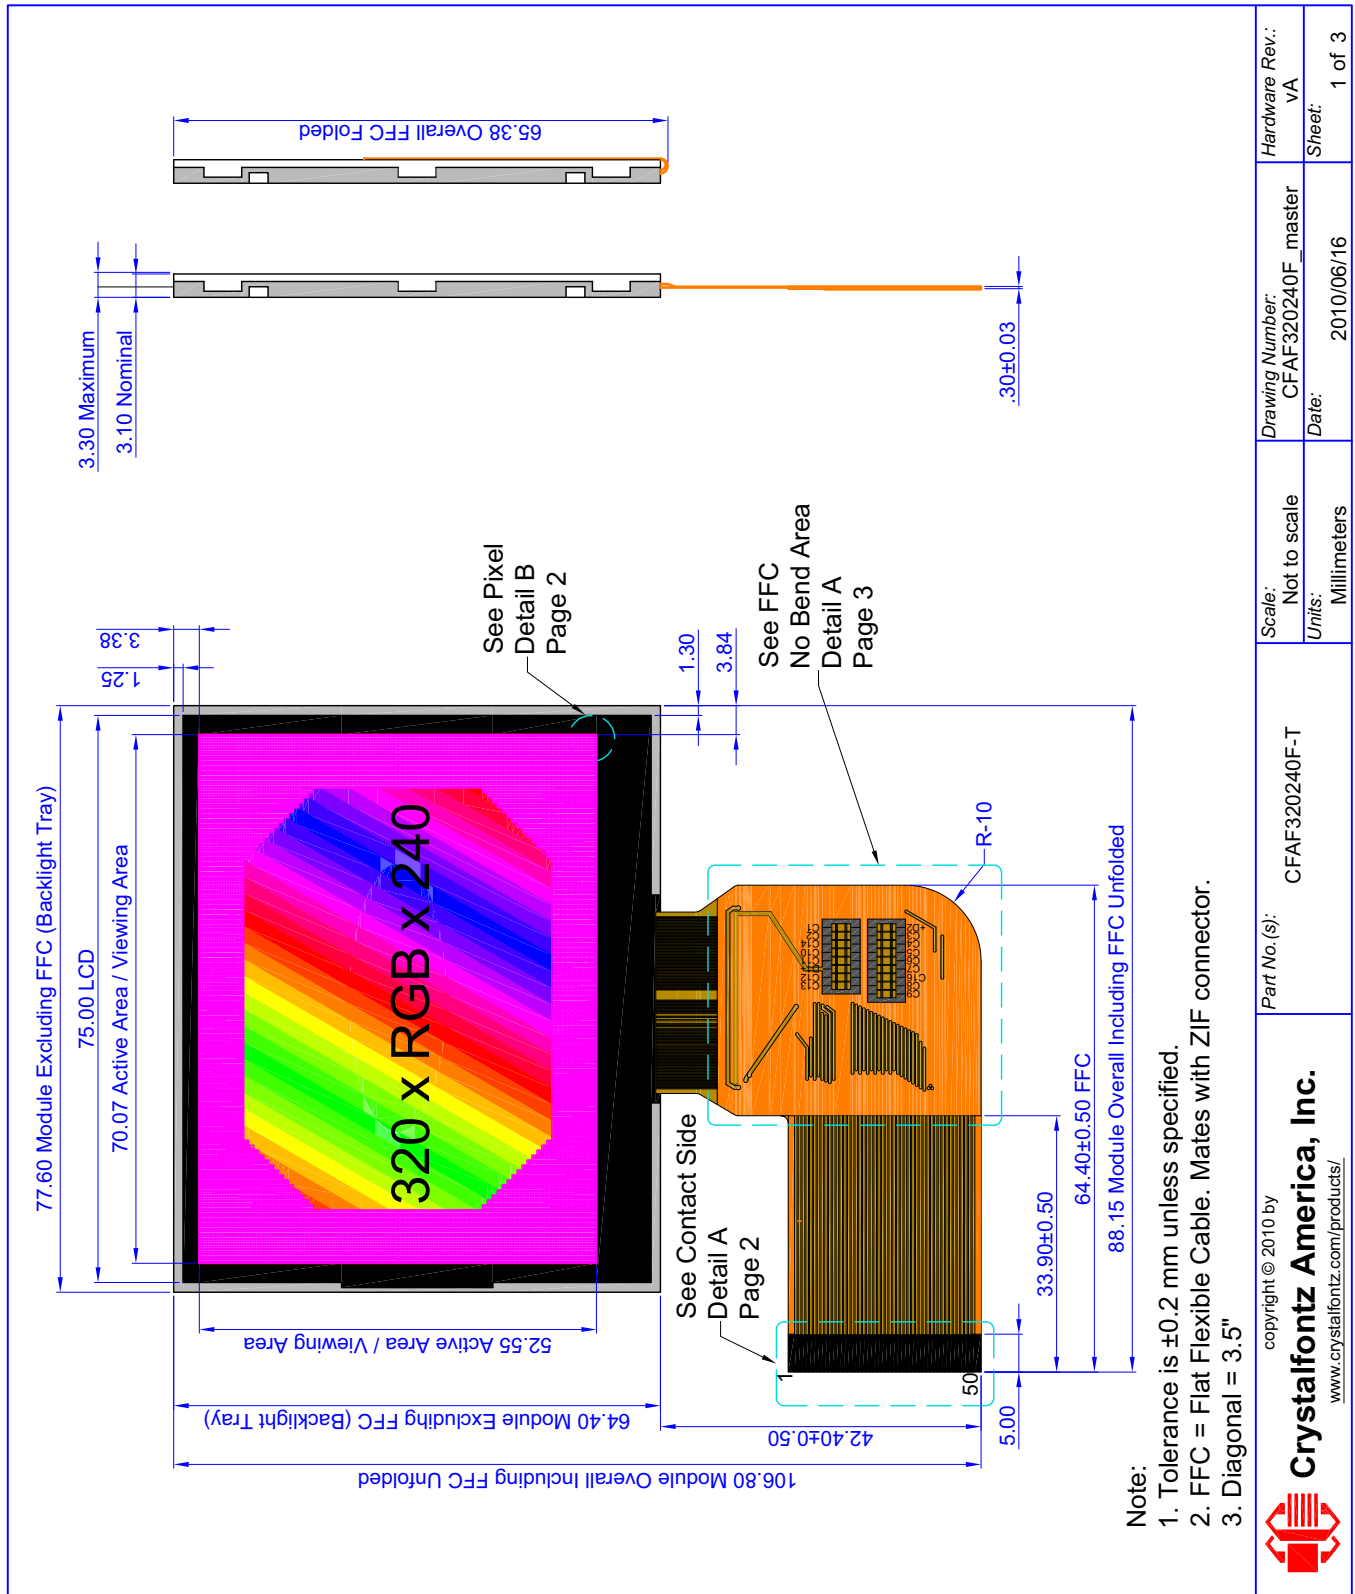 77.60 Module Excluding FFC (Backlight Tray)
75.00 LCD
70.07 Active Area / Viewing Area
1.25
3.38
3.30 Maximum
3.10 Nominal
65.38 Overall FFC Folded
.30±0.03
See Pixel
Detail B
Page 2
1.30
3.84
See FFC
No Bend Area
Detail A
Page 3
320 x RGB x 240
52.55 Active Area / Viewing Area
64.40 Module Excluding FFC (Backlight Tray)
106.80 Module Overall Including FFC Unfolded
42.40±0.50
See Contact Side
Detail A
Page 2
1
50
5.00
33.90±0.50
64.40±0.50 FFC
88.15 Module Overall Including FFC Unfolded
R-10
Note:
1. Tolerance is ±0.2 mm unless specified.
2. FFC = Flat Flexible Cable. Mates with ZIF connector.
3. Diagonal = 3.5"
copyright © 2010 by
Crystalfontz America, Inc.
www.crystalfontz.com/products/
Part No.(s):
CFAF320240F-T
Scale:
Not to scale
Units:
Millimeters
Drawing Number:
CFAF320240F_master
Date:
2010/06/16
Hardware Rev.:
vA
Sheet:
1 of 3